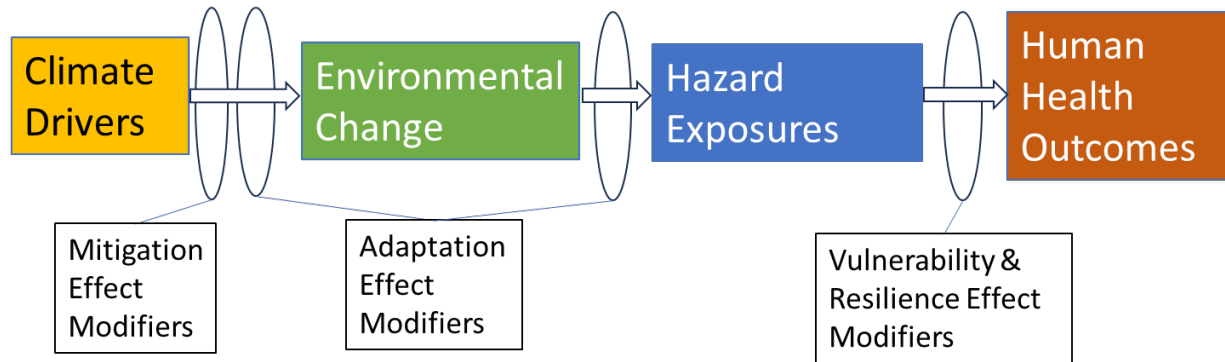 Climate
Drivers
Environmental
Change
Hazard
Exposures
Human
Health
Outcomes
Mitigation
Effect
Modifiers
Adaptation
Effect
Modifiers
Vulnerability &
Resilience Effect
Modifiers